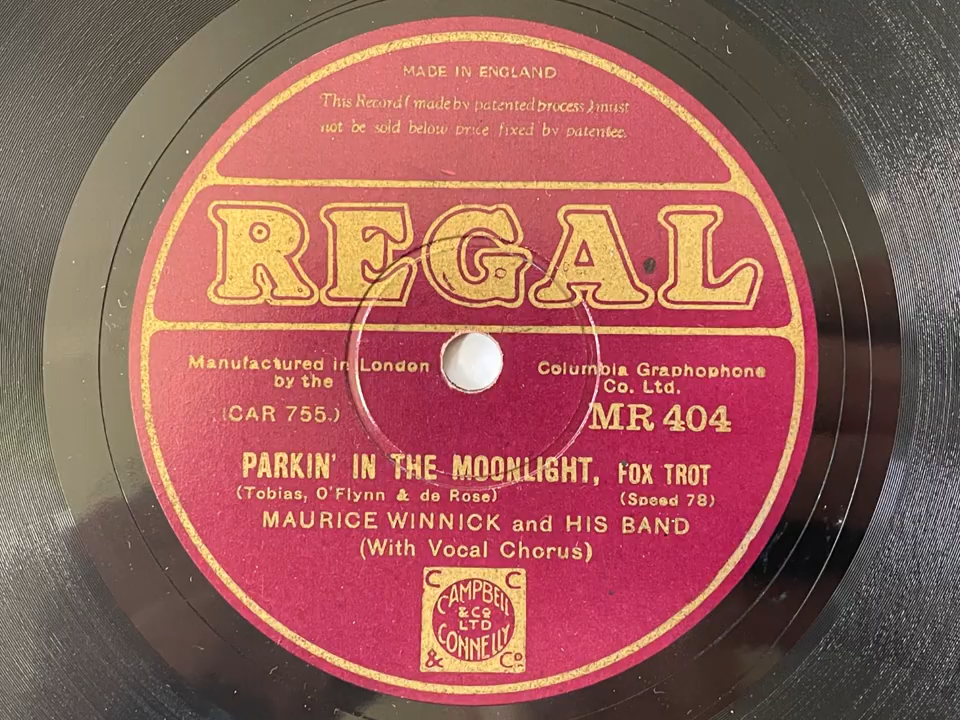 MADE IN ENGLAND
This Record (made by patented process) must
not be sold below price fixed by patentee.
REGAL
Manufactured in London
by the
Columbia Graphophone
Co. Ltd.
(CAR 755.)
MR 404
PARKIN' IN THE MOONLIGHT, FOX TROT
(Tobias, O'Flynn & de Rose) (Speed 78)
MAURICE WINNICK and HIS BAND
(With Vocal Chorus)
C C
CAMPBELL
& Co
LTD
CONNELLY
& Co